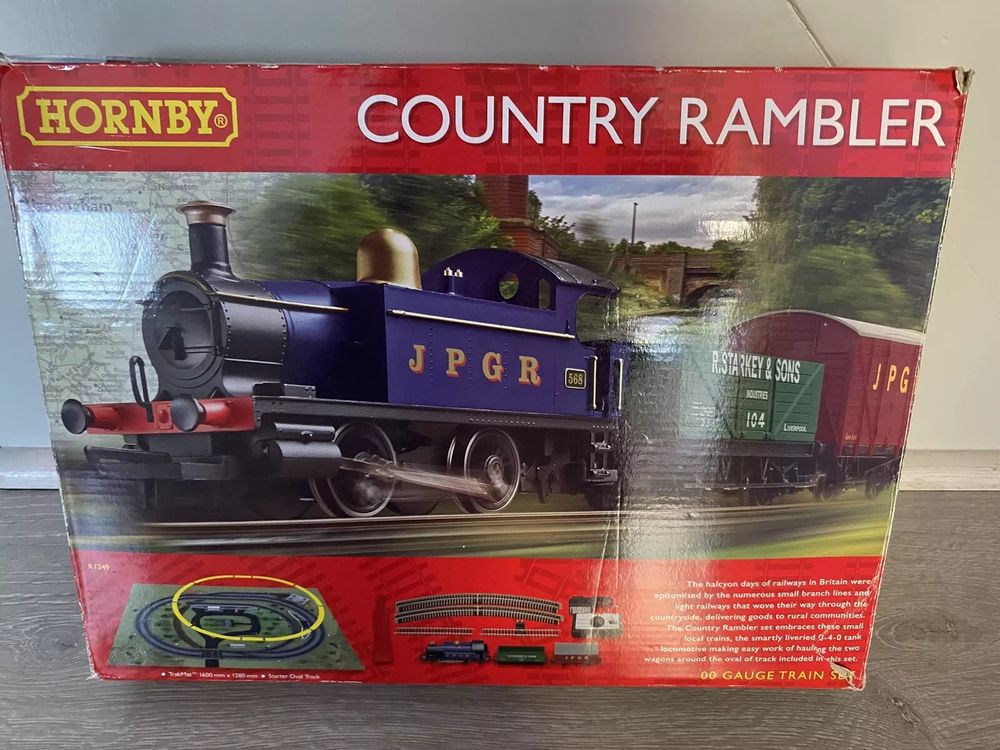 HORNBY®
COUNTRY RAMBLER
Nuneaton
JPGR
568
R.STARKEY & SONS
INDUSTRIES
104
LIVERPOOL
JPG
R1249
The halcyon days of railways in Britain were
epitomised by the numerous small branch lines and
light railways that wove their way through the
countryside, delivering goods to rural communities.
The Country Rambler set embraces these small
local trains, the smartly liveried 0-4-0 tank
locomotive making easy work of hauling the two
wagons around the oval of track included in this set.
• TrakMat™ 1600 mm x 1280 mm • Starter Oval Track
00 GAUGE TRAIN SET